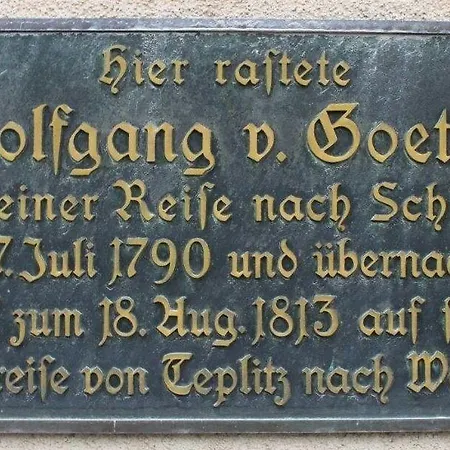 Hier rastete
olfgang v. Goet
einer Reise nach Sch
7. Juli 1790 und überna
zum 18. Aug. 1813 auf
reise von Teplitz nach W